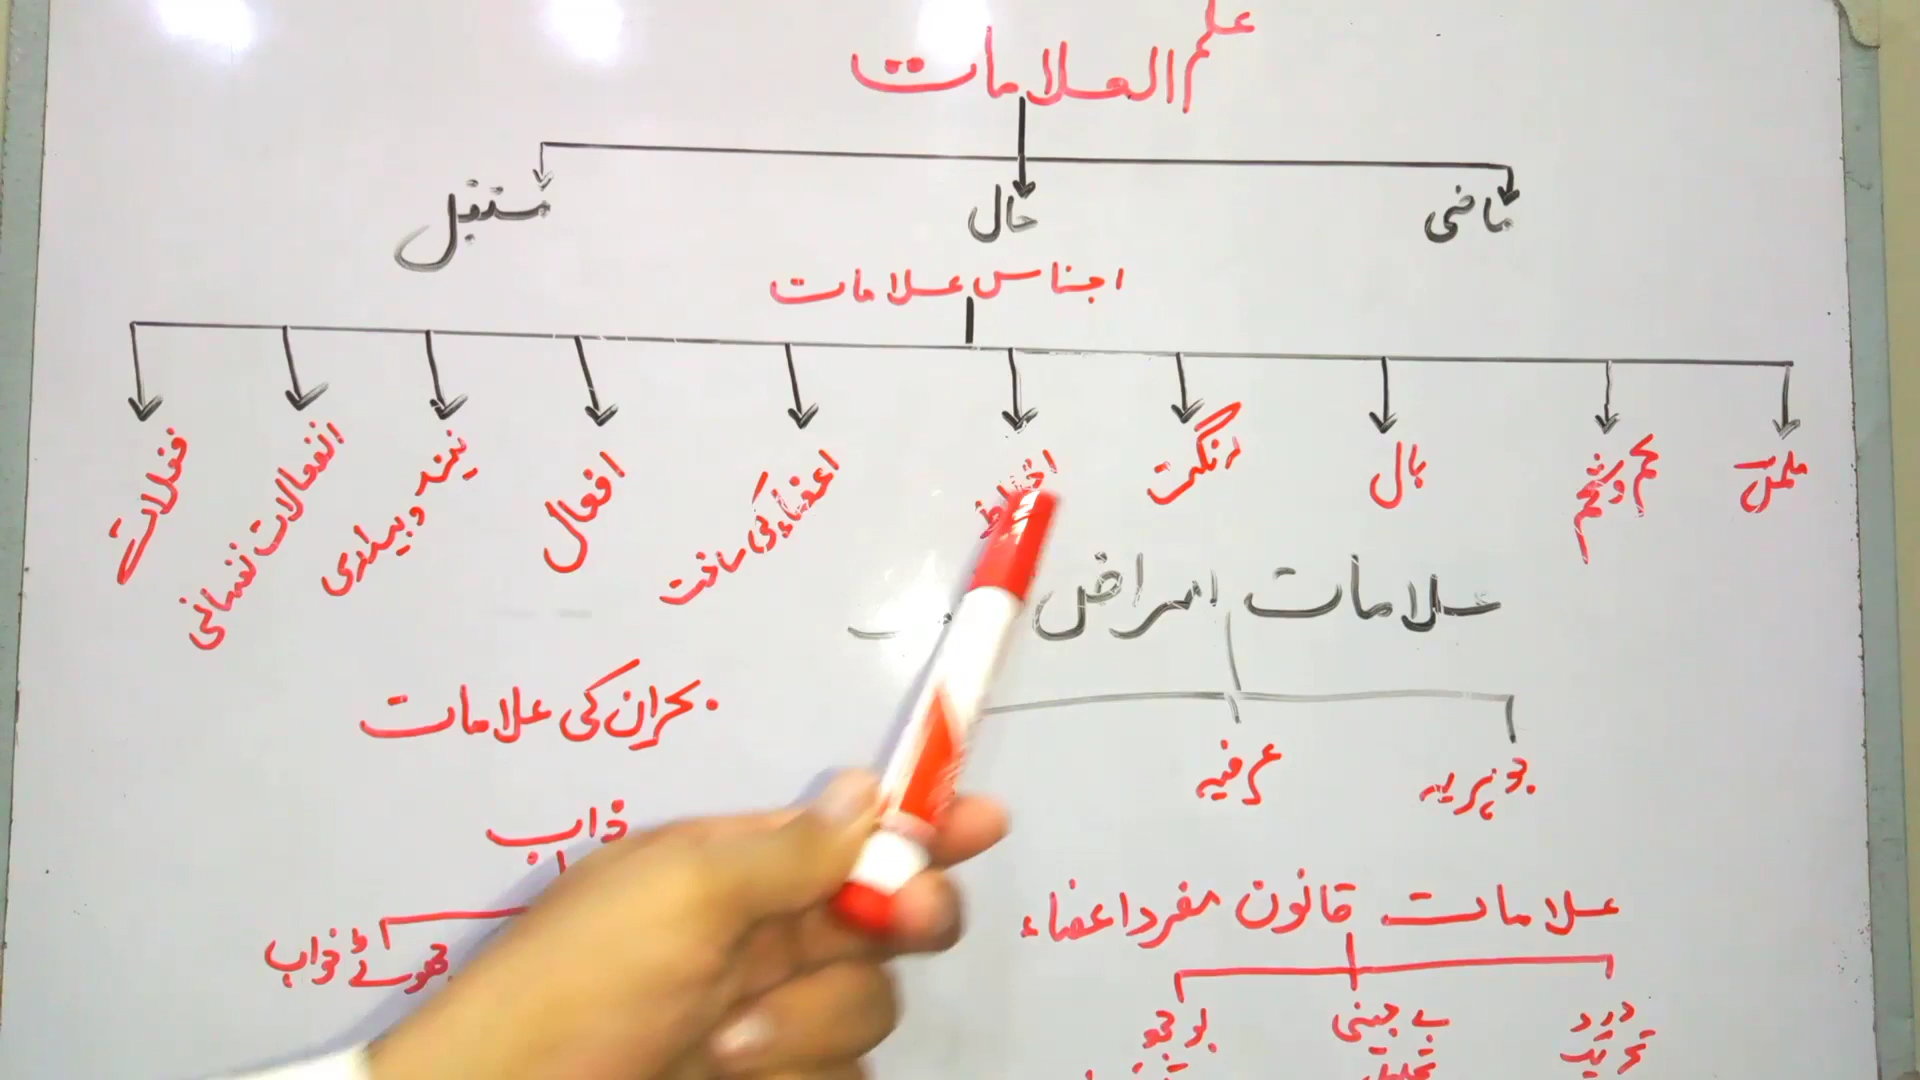 علم العلامات
ماضی حال مستقبل
اجناس علامات
ملمس لحم و شحم بال رنگت اعضاء کی ساخت افعال نیند و بیداری انفعالات نفسانی فضلات
علامات امراض
جوہریہ عرضیہ
بحران کی علامات
خواب
جھوٹے خواب
علامات قانون مفرد اعضاء
درد بے چینی بوجھ
تحریک تحلیل